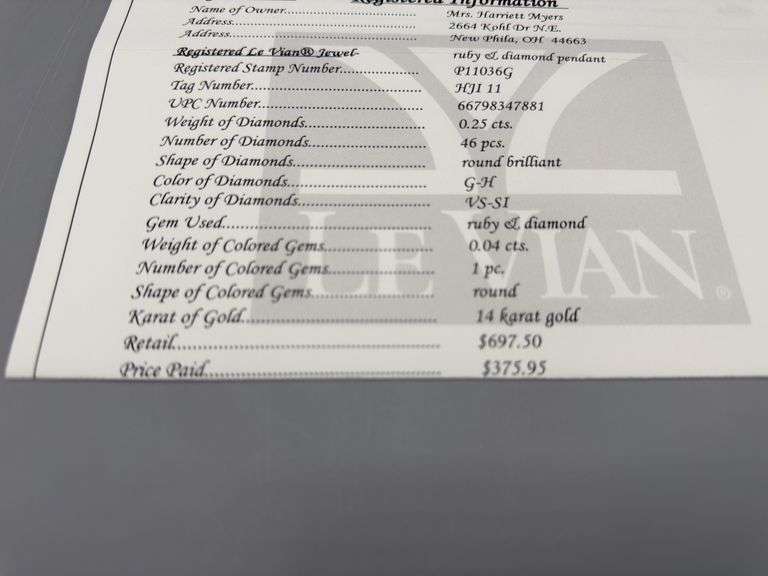 Registered Information
Name of Owner.............................. Mrs. Harriett Myers
Address....................................... 2664 Kohl Dr N.E.
Address....................................... New Phila, OH 44663
Registered Le Vian® Jewel- ruby & diamond pendant
Registered Stamp Number.................. P11036G
Tag Number.................................. HJI 11
UPC Number.................................. 66798347881
Weight of Diamonds......................... 0.25 cts.
Number of Diamonds........................ 46 pcs.
Shape of Diamonds.......................... round brilliant
Color of Diamonds........................... G-H
Clarity of Diamonds......................... VS-SI
Gem Used...................................... ruby & diamond
Weight of Colored Gems.................... 0.04 cts.
Number of Colored Gems................... 1 pc.
Shape of Colored Gems..................... round
Karat of Gold................................. 14 karat gold
Retail........................................... $697.50
Price Paid...................................... $375.95
LE VIAN®